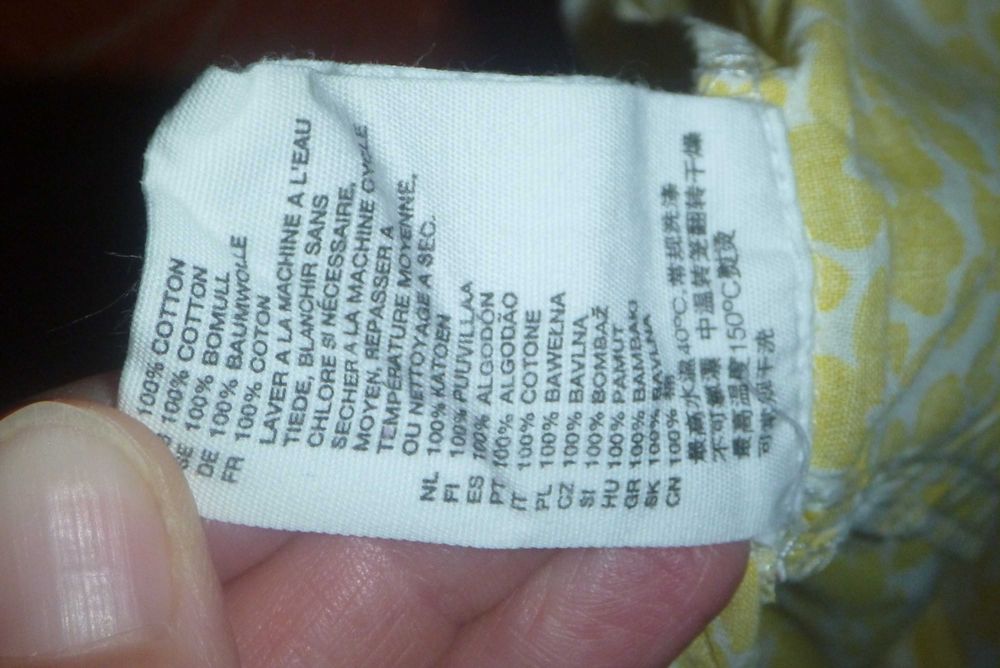 100% COTTON
100% COTTON
SE 100% BOMULL
DE 100% BAUMWOLLE
FR 100% COTON
LAVER A LA MACHINE A L'EAU
TIEDE, BLANCHIR SANS
CHLORE SI NÉCESSAIRE,
SECHER A LA MACHINE CYCLE
MOYEN, REPASSER A
TEMPÉRATURE MOYENNE,
OU NETTOYAGE A SEC.
NL 100% KATOEN
FI 100% PUUVILLAA
ES 100% ALGODÓN
PT 100% ALGODÃO
IT 100% COTONE
PL 100% BAWEŁNA
CZ 100% BAVLNA
SI 100% BOMBAŽ
HU 100% PAMUT
GR 100% BAMBAKI
SK 100% BAVLNA
CN 100% 棉
最高水温40°C.常规洗涤
不可氯漂 中温转笼翻转干燥
最高温度150°C熨烫
可常规干洗